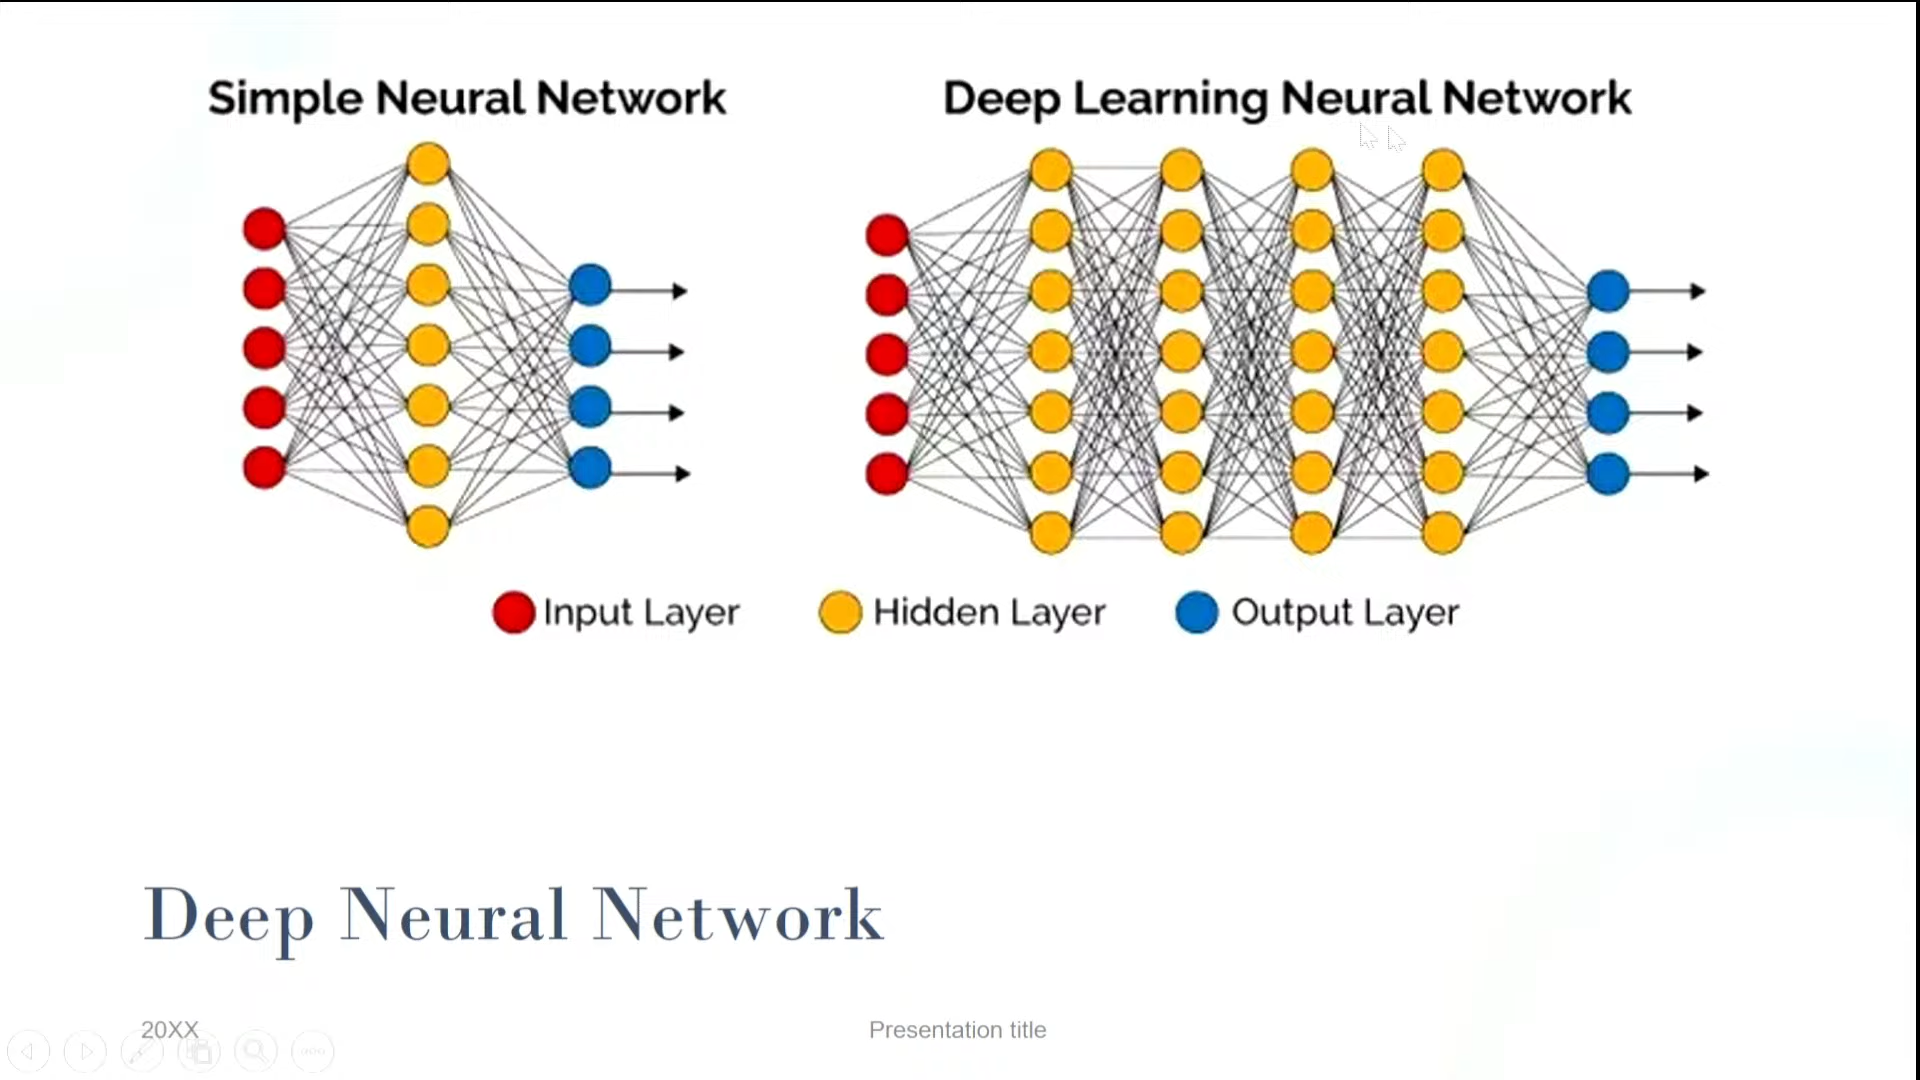 Simple Neural Network
Deep Learning Neural Network
Input Layer
Hidden Layer
Output Layer
Deep Neural Network
20XX
Presentation title